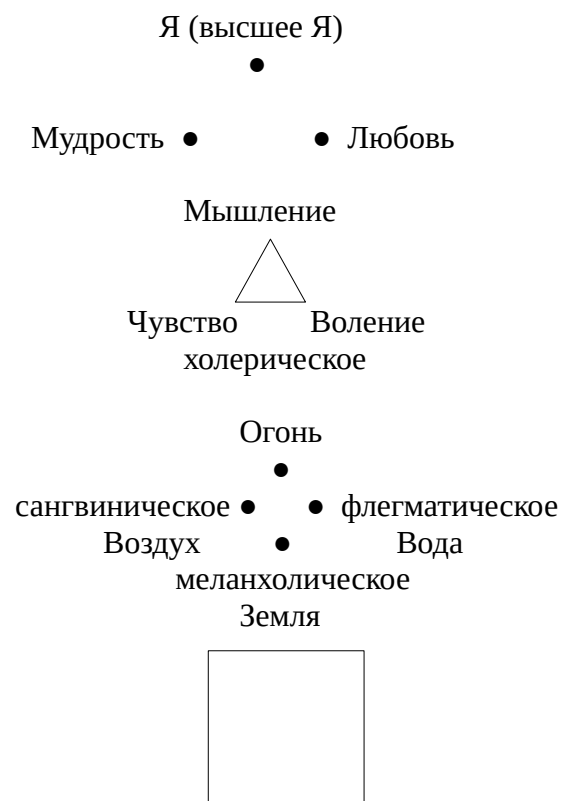 Я (высшее Я)
Мудрость Любовь
Мышление
Чувство Воление
холерическое
Огонь
сангвиническое флегматическое
Воздух Вода
меланхолическое
Земля